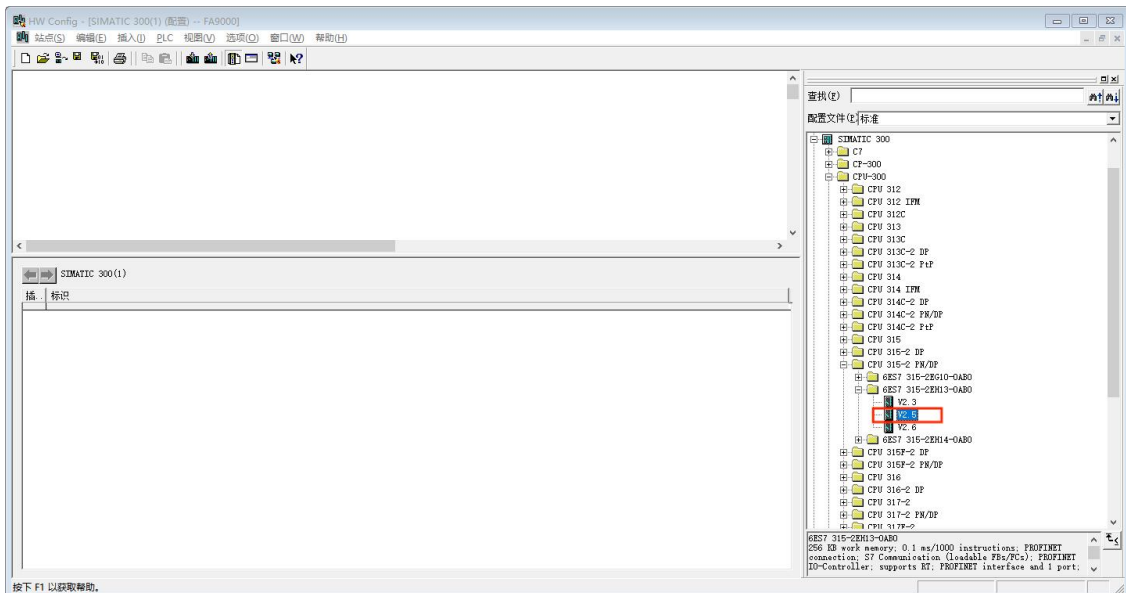 HW Config - [SIMATIC 300(1) (配置) -- FA9000]
站点(S) 编辑(E) 插入(I) PLC 视图(V) 选项(O) 窗口(W) 帮助(H)
查找(F)
配置文件(E) 标准
SIMATIC 300
C7
CP-300
CPU-300
CPU 312
CPU 312 IFM
CPU 312C
CPU 313
CPU 313C
CPU 313C-2 DP
CPU 313C-2 PtP
CPU 314
CPU 314 IFM
CPU 314C-2 DP
CPU 314C-2 PN/DP
CPU 314C-2 PtP
CPU 315
CPU 315-2 DP
CPU 315-2 PN/DP
6ES7 315-2EG10-0AB0
6ES7 315-2EH13-0AB0
V2.3
V2.5
V2.6
6ES7 315-2EH14-0AB0
CPU 315F-2 DP
CPU 315F-2 PN/DP
CPU 316
CPU 316-2 DP
CPU 317-2
CPU 317-2 PN/DP
CPU 317F-2
SIMATIC 300(1)
插.. 标识
6ES7 315-2EH13-0AB0
256 KB work memory; 0.1 ms/1000 instructions; PROFINET
connection; S7 Communication (loadable FBs/FCs); PROFINET
IO-Controller; supports RT; PROFINET interface and 1 port;
按下 F1 以获取帮助。